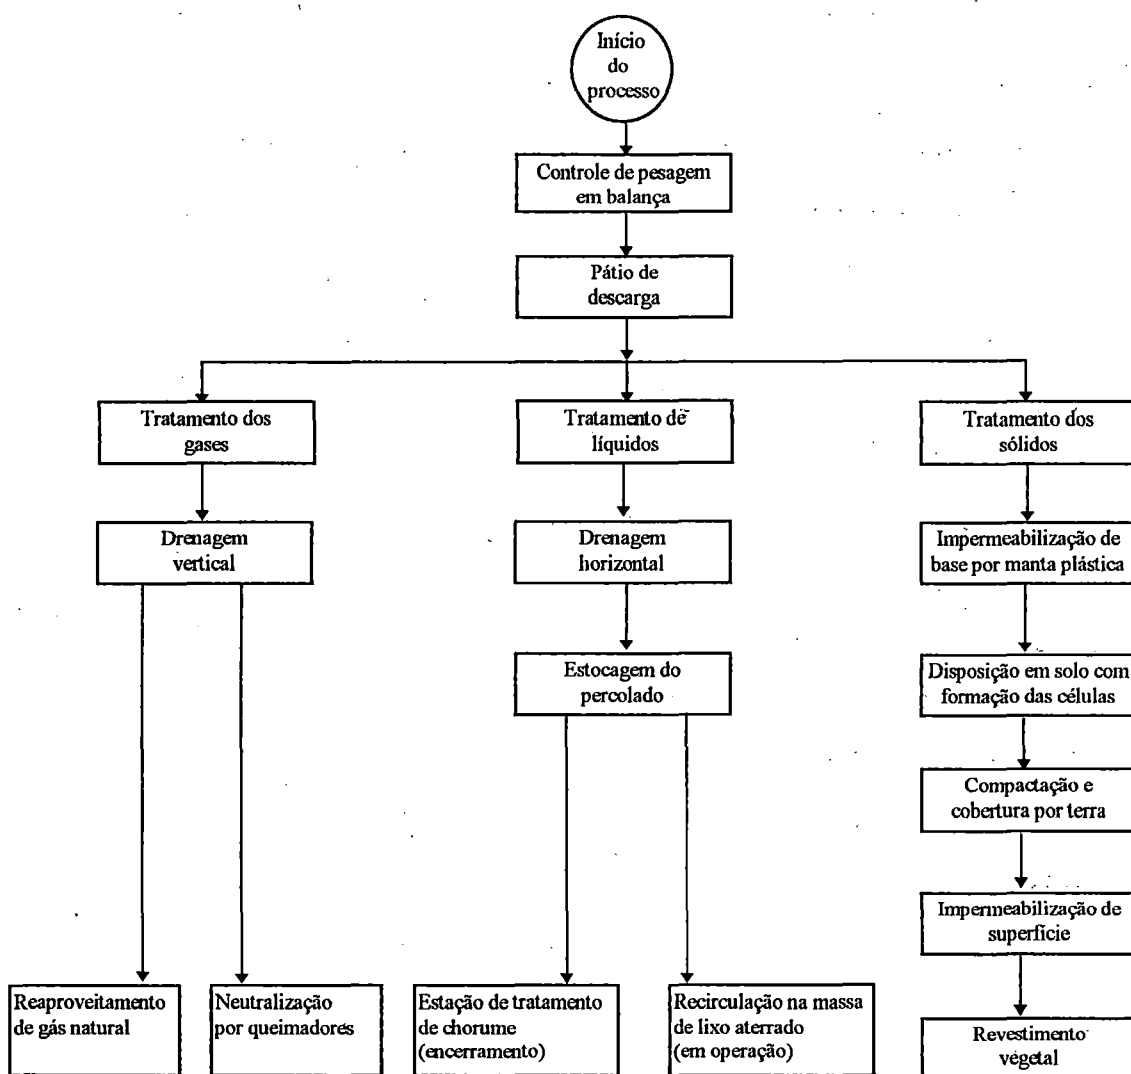 Início
do
processo
Controle de pesagem
em balança
Pátio de
descarga
Tratamento dos
gases
Tratamento de
líquidos
Tratamento dos
sólidos
Drenagem
vertical
Drenagem
horizontal
Impermeabilização de
base por manta plástica
Estocagem do
percolado
Disposição em solo com
formação das células
Compactação e
cobertura por terra
Impermeabilização de
superfície
Reaproveitamento
de gás natural
Neutralização
por queimadores
Estação de tratamento
de chorume
(encerramento)
Recirculação na massa
de lixo aterrado
(em operação)
Revestimento
vegetal